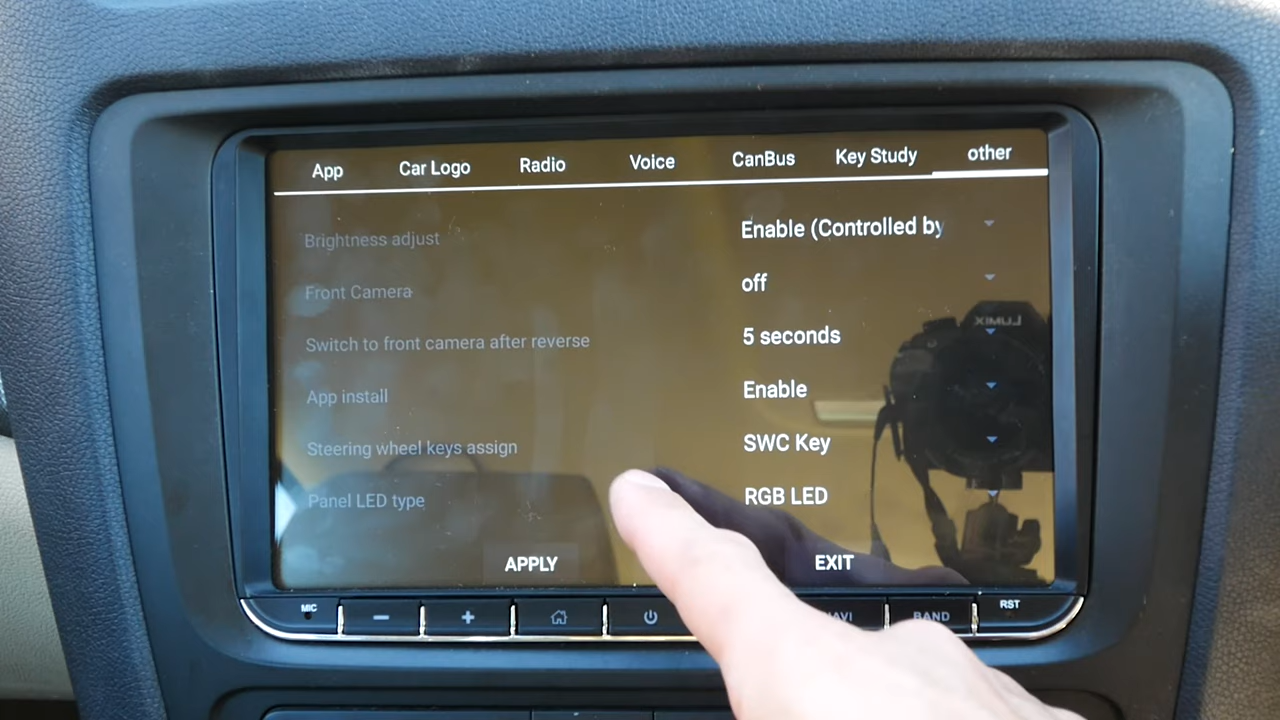 App Car Logo Radio Voice CanBus Key Study other
Brightness adjust Enable (Controlled by
Front Camera off
Switch to front camera after reverse 5 seconds
App install Enable
Steering wheel keys assign SWC Key
Panel LED type RGB LED
APPLY EXIT
MIC − + NAVI BAND RST
LUMIX